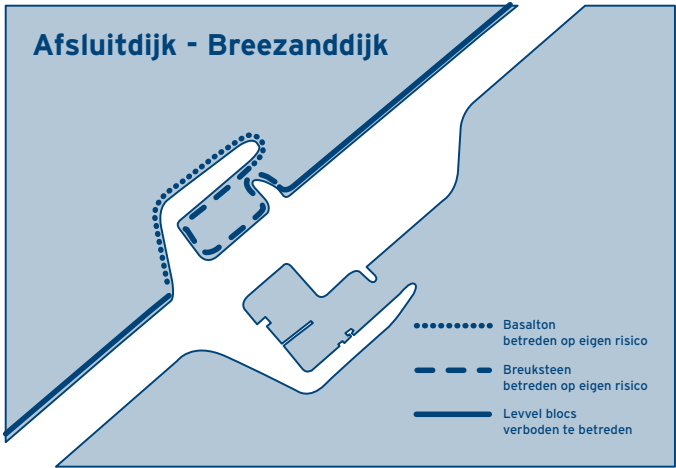 Afsluitdijk - Breezanddijk
Basalton
betreden op eigen risico
Breuksteen
betreden op eigen risico
Levvel blocs
verboden te betreden